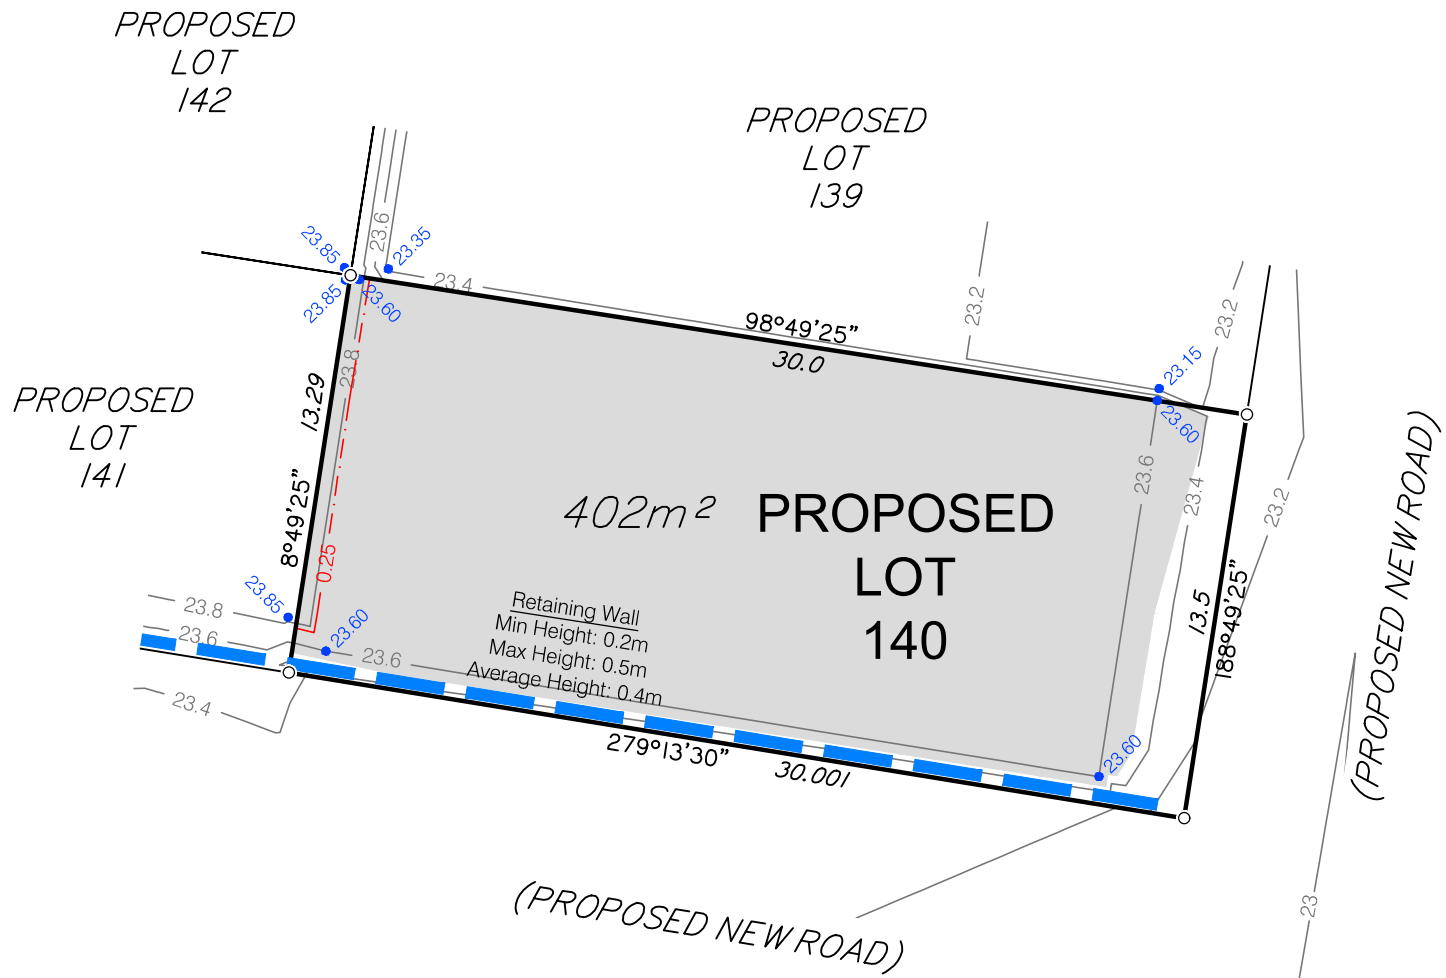 PROPOSED
LOT
142
PROPOSED
LOT
139
23.6
23.85
23.35
23.4
23.85
23.60
23.2
23.2
98°49'25"
30.0
23.15
23.60
23.8
13.29
PROPOSED
LOT
141
8°49'25"
0.25
402m²
PROPOSED
LOT
140
23.6
23.4
23.2
13.5
188°49'25"
(PROPOSED NEW ROAD)
Retaining Wall
Min Height: 0.2m
Max Height: 0.5m
Average Height: 0.4m
23.85
23.8
23.6
23.60
23.6
23.4
279°13'30"
30.001
23.60
(PROPOSED NEW ROAD)
23